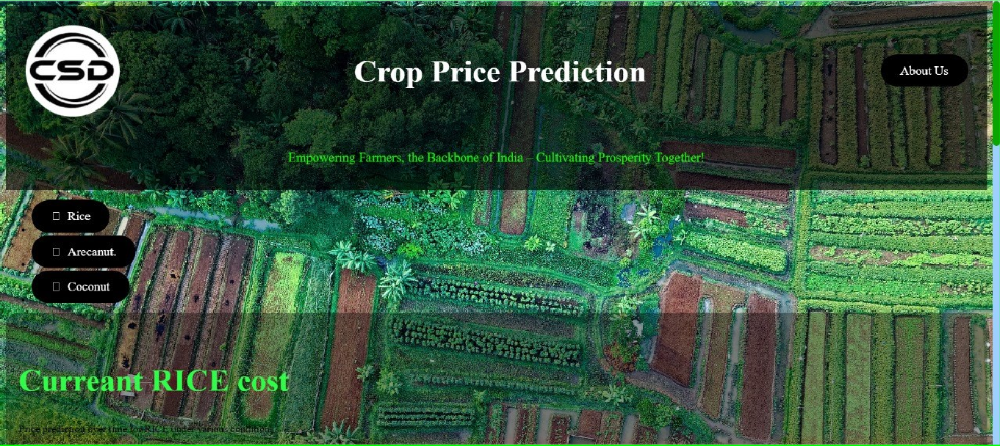 CSD
Crop Price Prediction
About Us
Empowering Farmers, the Backbone of India – Cultivating Prosperity Together!
Rice
Arecanut.
Coconut
Curreant RICE cost
Price prediction over time for RICE under various conditions